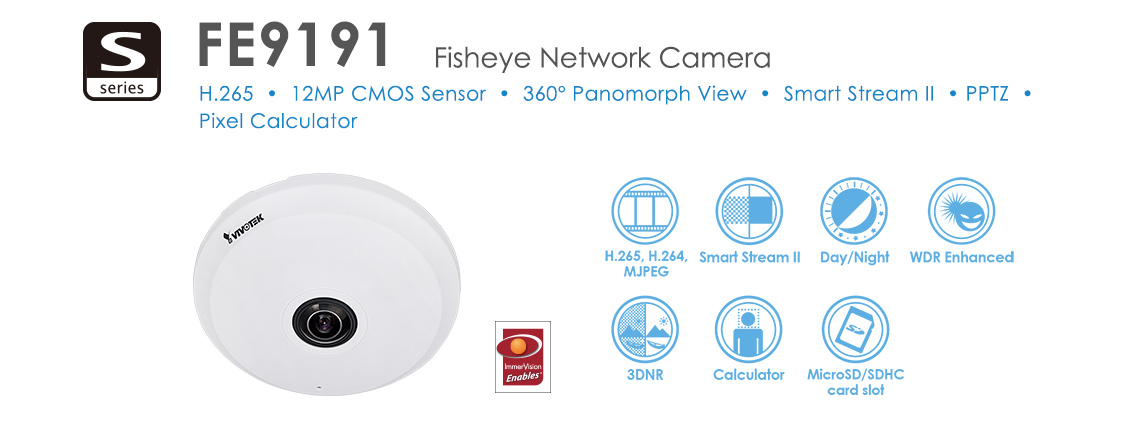 S
series
FE9191 Fisheye Network Camera
H.265 • 12MP CMOS Sensor • 360° Panomorph View • Smart Stream II • PPTZ •
Pixel Calculator
VIVOTEK
H.265, H.264,
MJPEG
Smart Stream II
Day/Night
WDR Enhanced
ImmerVision
Enables
3DNR
Calculator
SD
MicroSD/SDHC
card slot